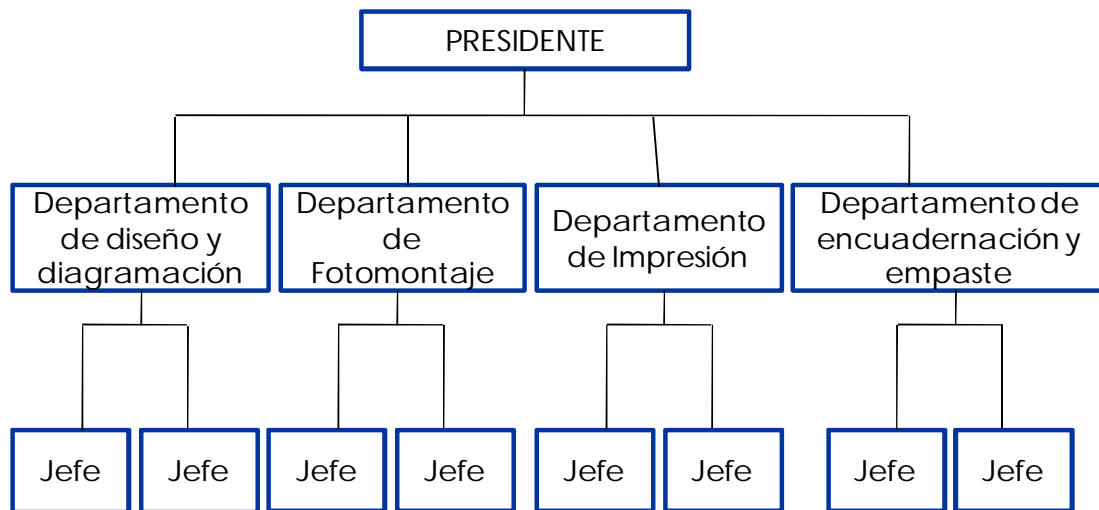 PRESIDENTE
Departamento
de diseño y
diagramación
Departamento
de
Fotomontaje
Departamento
de Impresión
Departamento de
encuadernación y
empaste
Jefe
Jefe
Jefe
Jefe
Jefe
Jefe
Jefe
Jefe